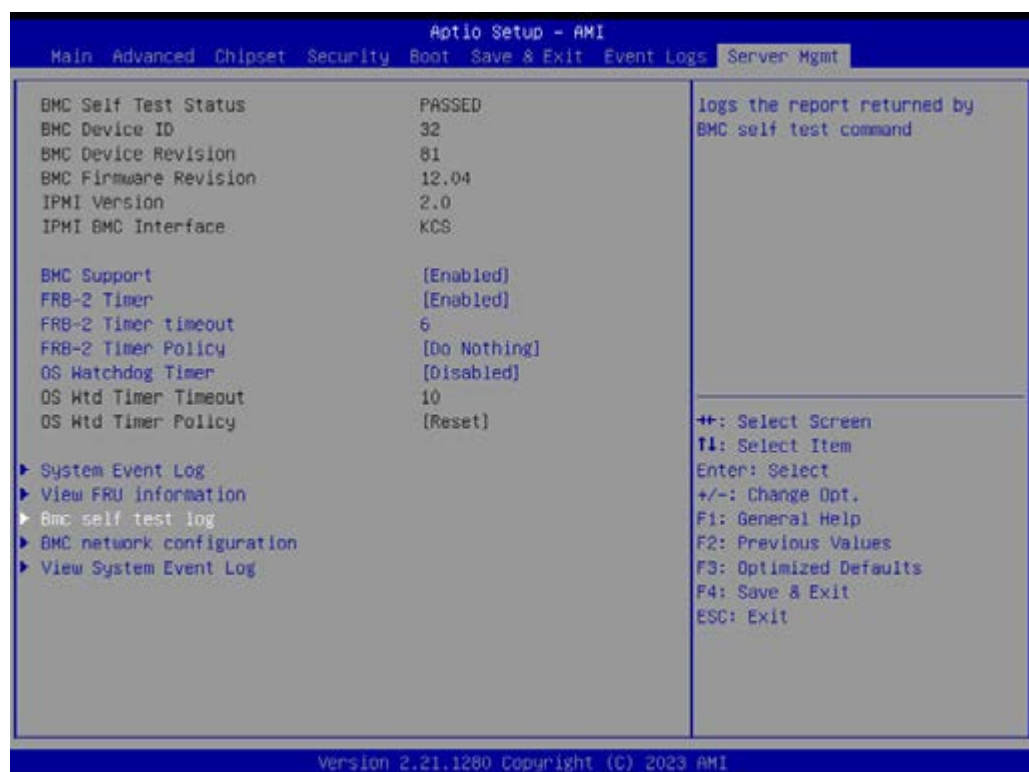 Aptio Setup - AMI
Main Advanced Chipset Security Boot Save & Exit Event Logs Server Mgmt
BMC Self Test Status PASSED
BMC Device ID 32
BMC Device Revision 81
BMC Firmware Revision 12.04
IPMI Version 2.0
IPMI BMC Interface KCS
BMC Support [Enabled]
FRB-2 Timer [Enabled]
FRB-2 Timer timeout 6
FRB-2 Timer Policy [Do Nothing]
OS Watchdog Timer [Disabled]
OS Wtd Timer Timeout 10
OS Wtd Timer Policy [Reset]
System Event Log
View FRU information
Bmc self test log
BMC network configuration
View System Event Log
logs the report returned by
BMC self test command
→←: Select Screen
↑↓: Select Item
Enter: Select
+/-: Change Opt.
F1: General Help
F2: Previous Values
F3: Optimized Defaults
F4: Save & Exit
ESC: Exit
Version 2.21.1280 Copyright (C) 2023 AMI